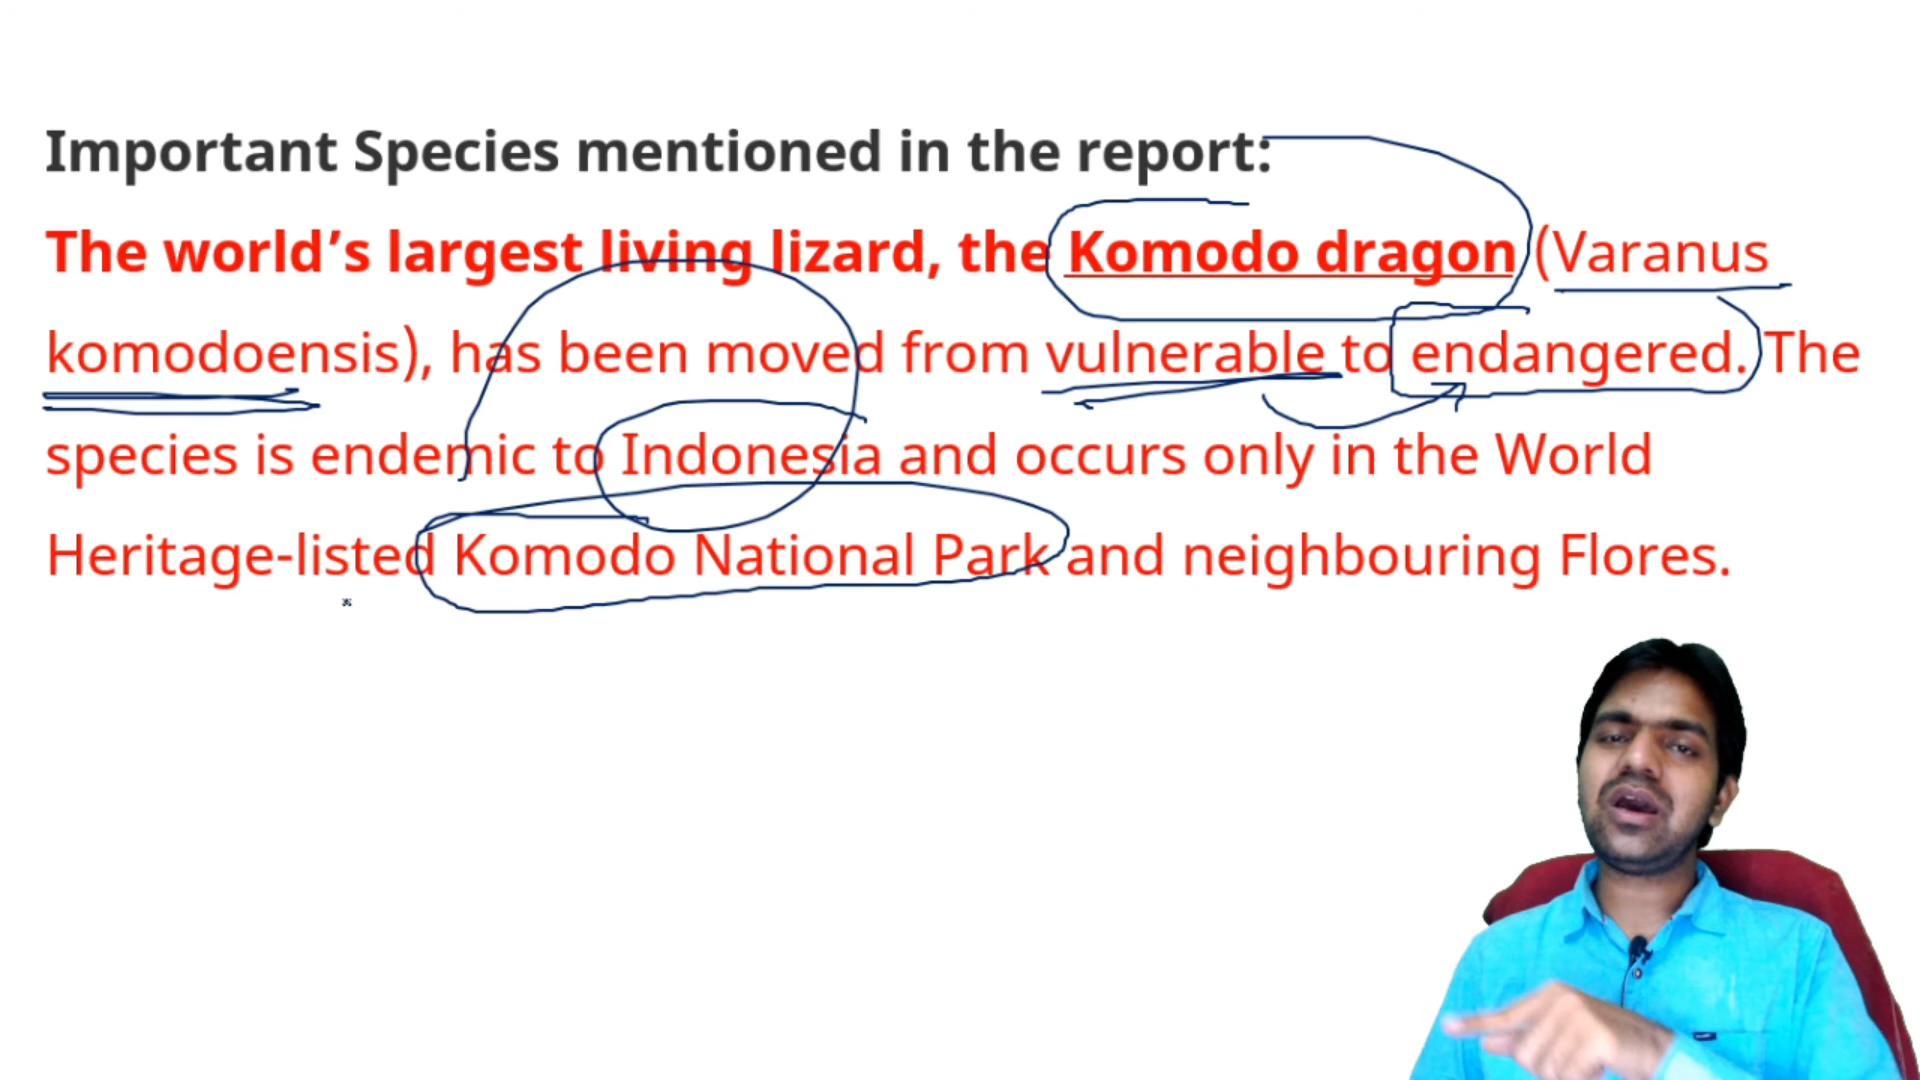 Important Species mentioned in the report:
The world’s largest living lizard, the Komodo dragon (Varanus
komodoensis), has been moved from vulnerable to endangered. The
species is endemic to Indonesia and occurs only in the World
Heritage-listed Komodo National Park and neighbouring Flores.